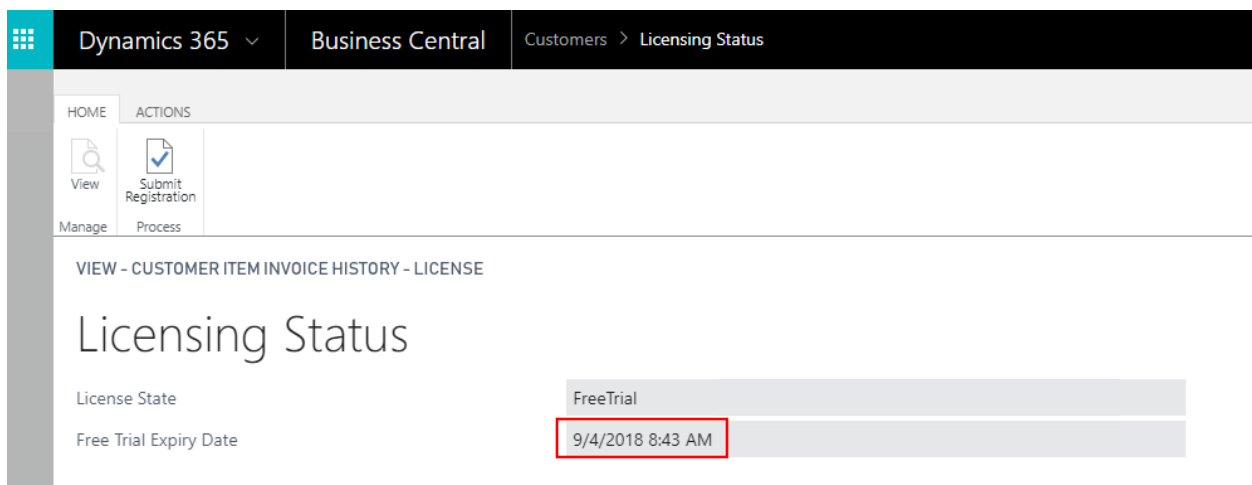 Dynamics 365 Business Central Customers > Licensing Status
HOME ACTIONS
View Submit Registration
Manage Process
VIEW - CUSTOMER ITEM INVOICE HISTORY - LICENSE
Licensing Status
License State FreeTrial
Free Trial Expiry Date 9/4/2018 8:43 AM